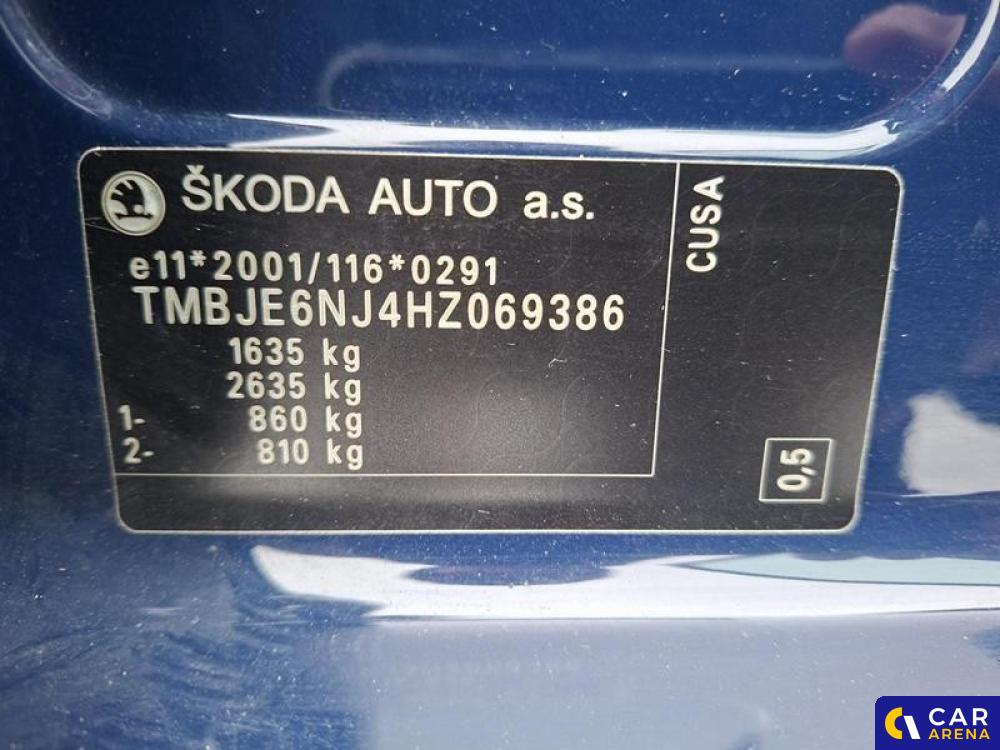 ŠKODA AUTO a.s.
e11*2001/116*0291
TMBJE6NJ4HZ069386
1635 kg
2635 kg
1- 860 kg
2- 810 kg
CUSA
0,5
CAR
ARENA